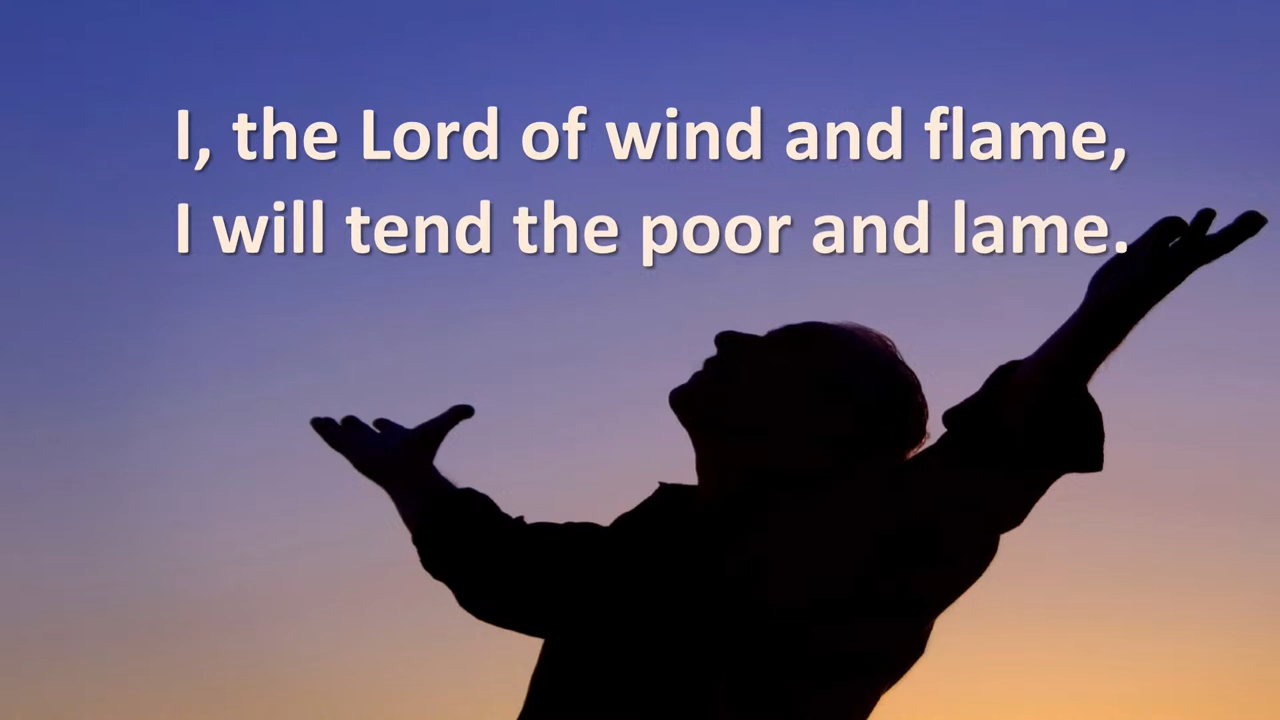 I, the Lord of wind and flame,
I will tend the poor and lame.